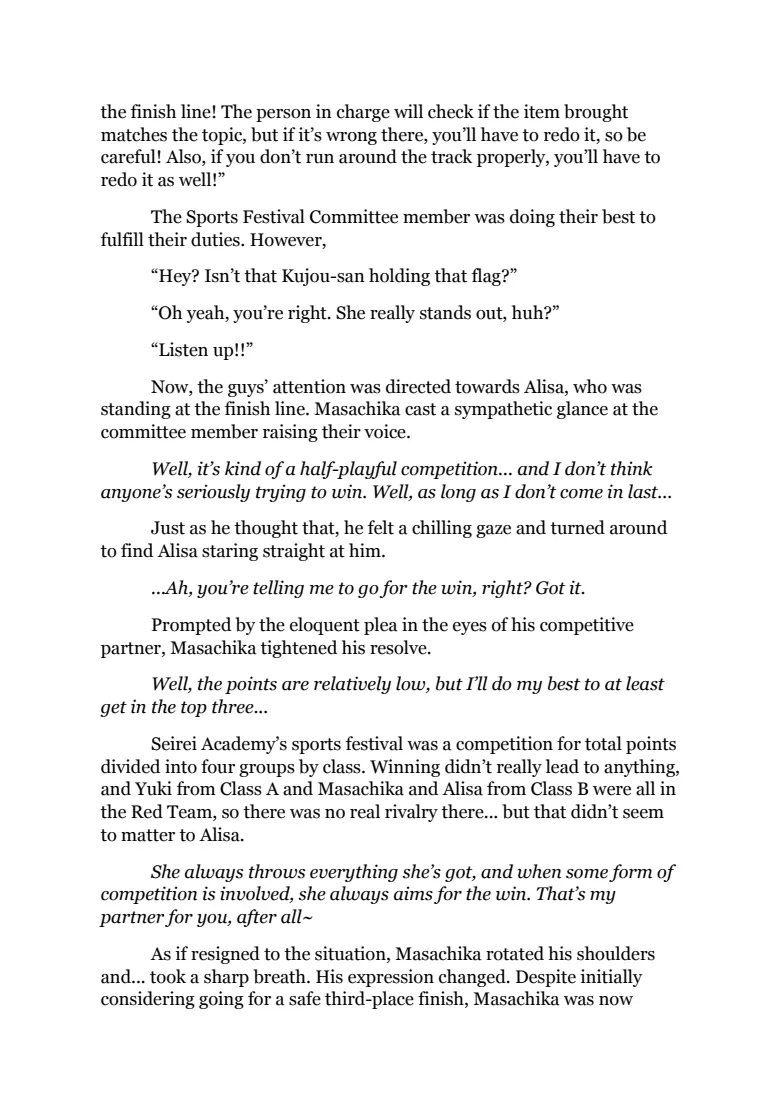 the finish line! The person in charge will check if the item brought
matches the topic, but if it’s wrong there, you’ll have to redo it, so be
careful! Also, if you don’t run around the track properly, you’ll have to
redo it as well!”
The Sports Festival Committee member was doing their best to
fulfill their duties. However,
“Hey? Isn’t that Kujou-san holding that flag?”
“Oh yeah, you’re right. She really stands out, huh?”
“Listen up!!”
Now, the guys’ attention was directed towards Alisa, who was
standing at the finish line. Masachika cast a sympathetic glance at the
committee member raising their voice.
Well, it’s kind of a half-playful competition... and I don’t think
anyone’s seriously trying to win. Well, as long as I don’t come in last...
Just as he thought that, he felt a chilling gaze and turned around
to find Alisa staring straight at him.
...Ah, you’re telling me to go for the win, right? Got it.
Prompted by the eloquent plea in the eyes of his competitive
partner, Masachika tightened his resolve.
Well, the points are relatively low, but I’ll do my best to at least
get in the top three...
Seirei Academy’s sports festival was a competition for total points
divided into four groups by class. Winning didn’t really lead to anything,
and Yuki from Class A and Masachika and Alisa from Class B were all in
the Red Team, so there was no real rivalry there... but that didn’t seem
to matter to Alisa.
She always throws everything she’s got, and when some form of
competition is involved, she always aims for the win. That’s my
partner for you, after all~
As if resigned to the situation, Masachika rotated his shoulders
and... took a sharp breath. His expression changed. Despite initially
considering going for a safe third-place finish, Masachika was now